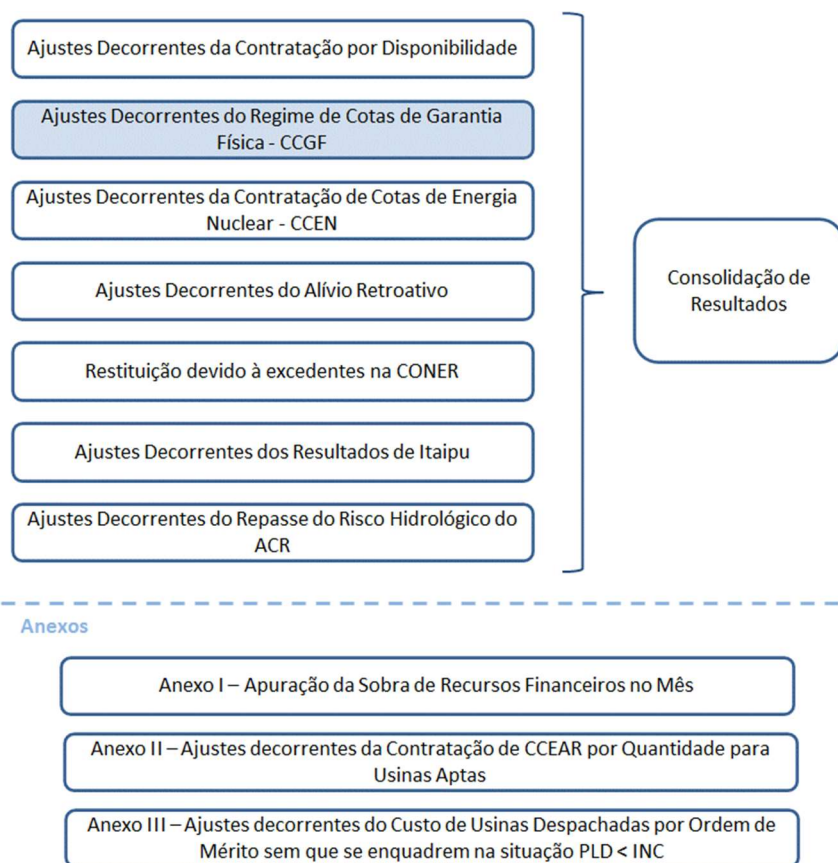 Ajustes Decorrentes da Contratação por Disponibilidade
Ajustes Decorrentes do Regime de Cotas de Garantia
Física - CCGF
Ajustes Decorrentes da Contratação de Cotas de Energia
Nuclear - CCEN
Ajustes Decorrentes do Alívio Retroativo
Restituição devido à excedentes na CONER
Ajustes Decorrentes dos Resultados de Itaipu
Ajustes Decorrentes do Repasse do Risco Hidrológico do
ACR
Consolidação de
Resultados
Anexos
Anexo I – Apuração da Sobra de Recursos Financeiros no Mês
Anexo II – Ajustes decorrentes da Contratação de CCEAR por Quantidade para
Usinas Aptas
Anexo III – Ajustes decorrentes do Custo de Usinas Despachadas por Ordem de
Mérito sem que se enquadrem na situação PLD < INC